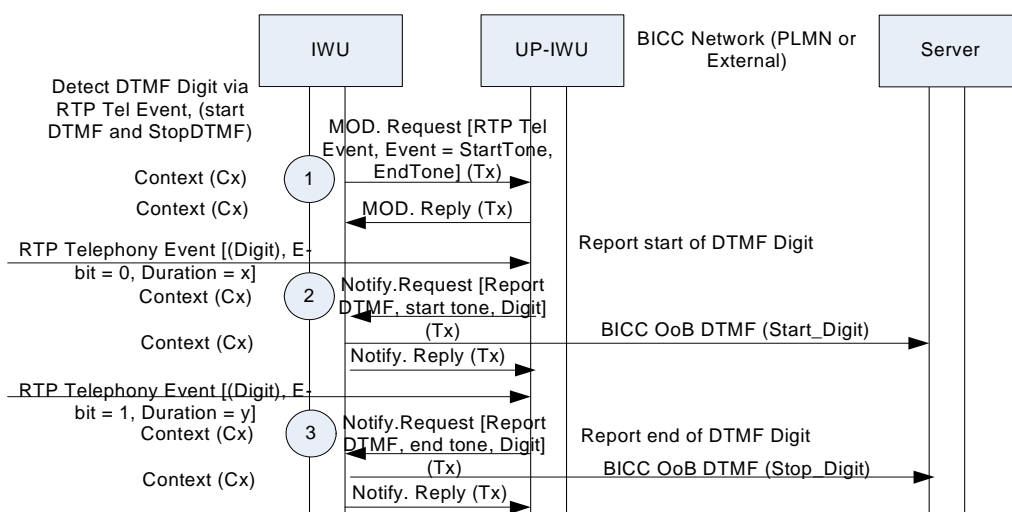 IWU
UP-IWU
BICC Network (PLMN or
External)
Server
Detect DTMF Digit via
RTP Tel Event, (start
DTMF and StopDTMF)
MOD. Request [RTP Tel
Event, Event = StartTone,
EndTone] (Tx)
1
Context (Cx)
Context (Cx)
MOD. Reply (Tx)
RTP Telephony Event [(Digit), E-
bit = 0, Duration = x]
Report start of DTMF Digit
Context (Cx)
2
Notify.Request [Report
DTMF, start tone, Digit]
(Tx)
BICC OoB DTMF (Start_Digit)
Context (Cx)
Notify. Reply (Tx)
RTP Telephony Event [(Digit), E-
bit = 1, Duration = y]
Context (Cx)
3
Notify.Request [Report
DTMF, end tone, Digit]
(Tx)
Report end of DTMF Digit
BICC OoB DTMF (Stop_Digit)
Context (Cx)
Notify. Reply (Tx)